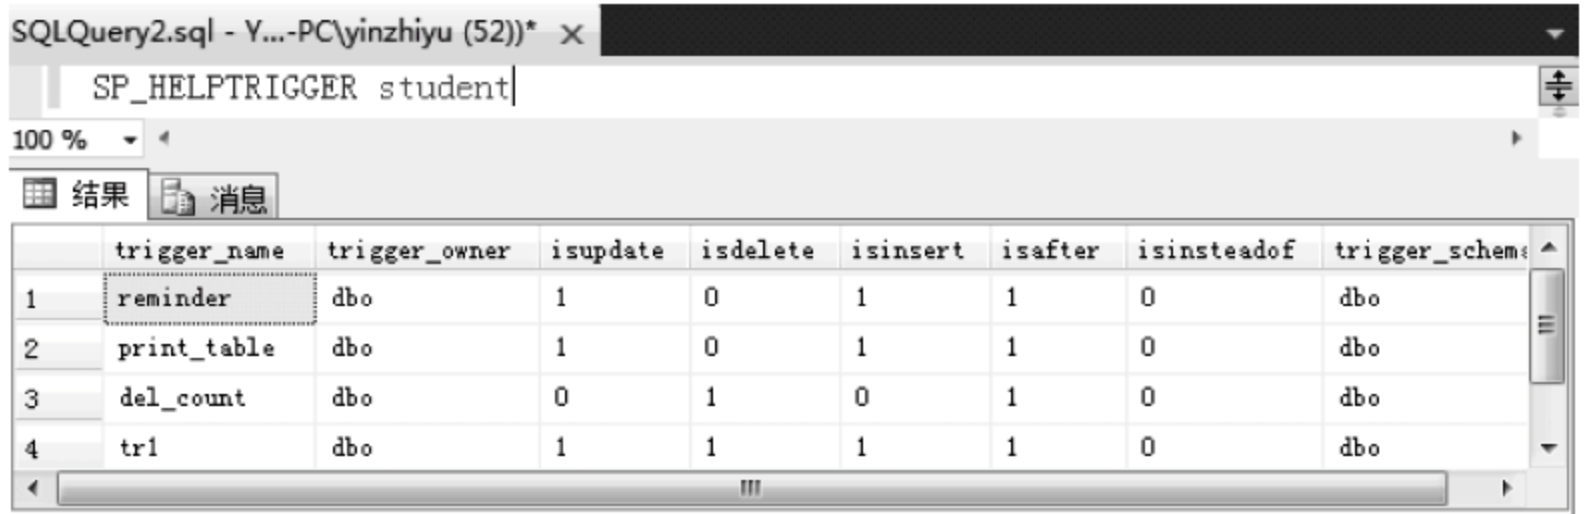 SQLQuery2.sql - Y...-PC\yinzhiyu (52))* ×
SP_HELPTRIGGER student
100 %
结果 消息
trigger_name trigger_owner isupdate isdelete isinsert isafter isinsteadof trigger_schema
1 reminder dbo 1 0 1 1 0 dbo
2 print_table dbo 1 0 1 1 0 dbo
3 del_count dbo 0 1 0 1 0 dbo
4 tr1 dbo 1 1 1 1 0 dbo